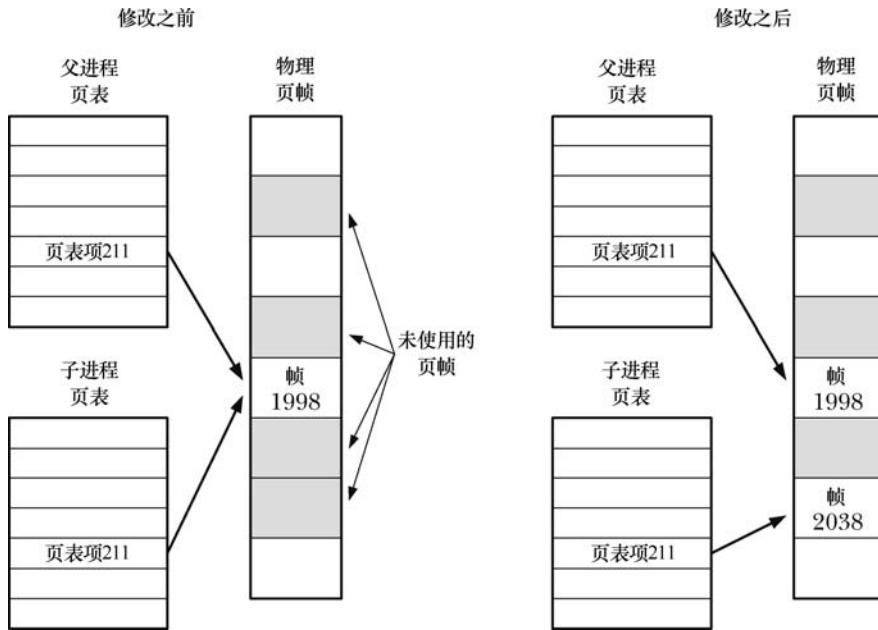 修改之前
父进程
页表
物理
页帧
页表项211
帧
1998
未使用的
页帧
子进程
页表
页表项211
修改之后
父进程
页表
物理
页帧
页表项211
帧
1998
子进程
页表
帧
2038
页表项211